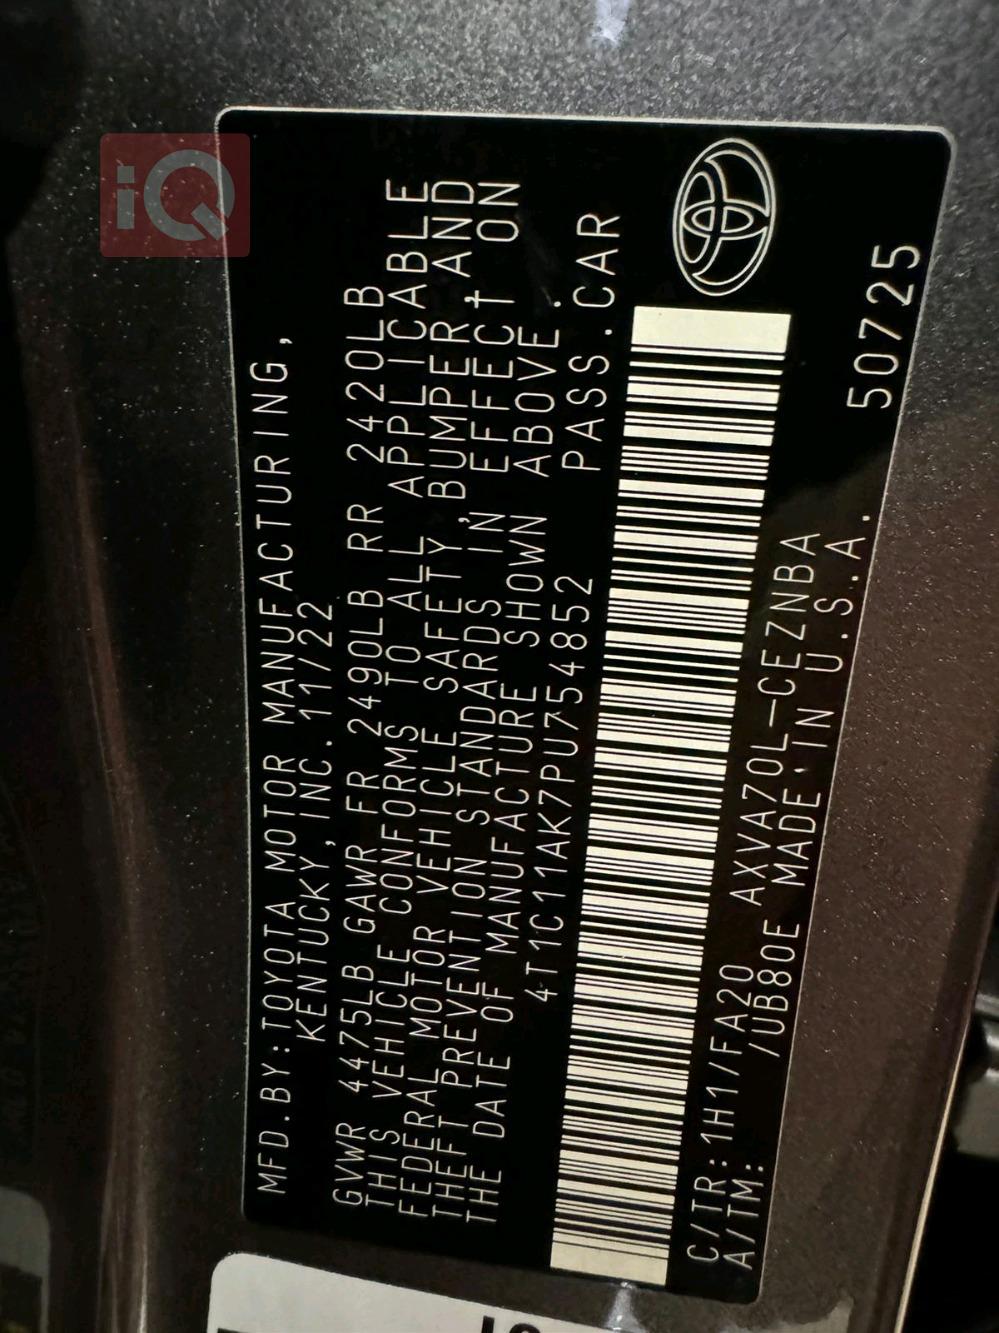 iQ
MFD.BY:TOYOTA MOTOR MANUFACTURING,
KENTUCKY, INC. 11/22
GVWR 4475LB GAWR FR 2490LB RR 2420LB
THIS VEHICLE CONFORMS TO ALL APPLICABLE
FEDERAL MOTOR VEHICLE SAFETY, BUMPER, AND
THEFT PREVENTION STANDARDS IN EFFECT ON
THE DATE OF MANUFACTURE SHOWN ABOVE.
4T1C11AK7PU754852 PASS.CAR
C/TR: 1H1/FA20 AXVA70L-CEZNBA
A/TM: /UB80E MADE IN U.S.A. 50725